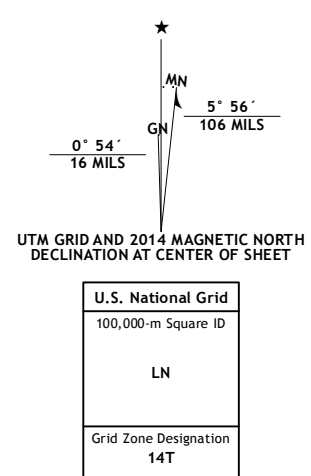 ★
MN
GN
5° 56´
106 MILS
0° 54´
16 MILS
UTM GRID AND 2014 MAGNETIC NORTH
DECLINATION AT CENTER OF SHEET
U.S. National Grid
100,000-m Square ID
LN
Grid Zone Designation
14T